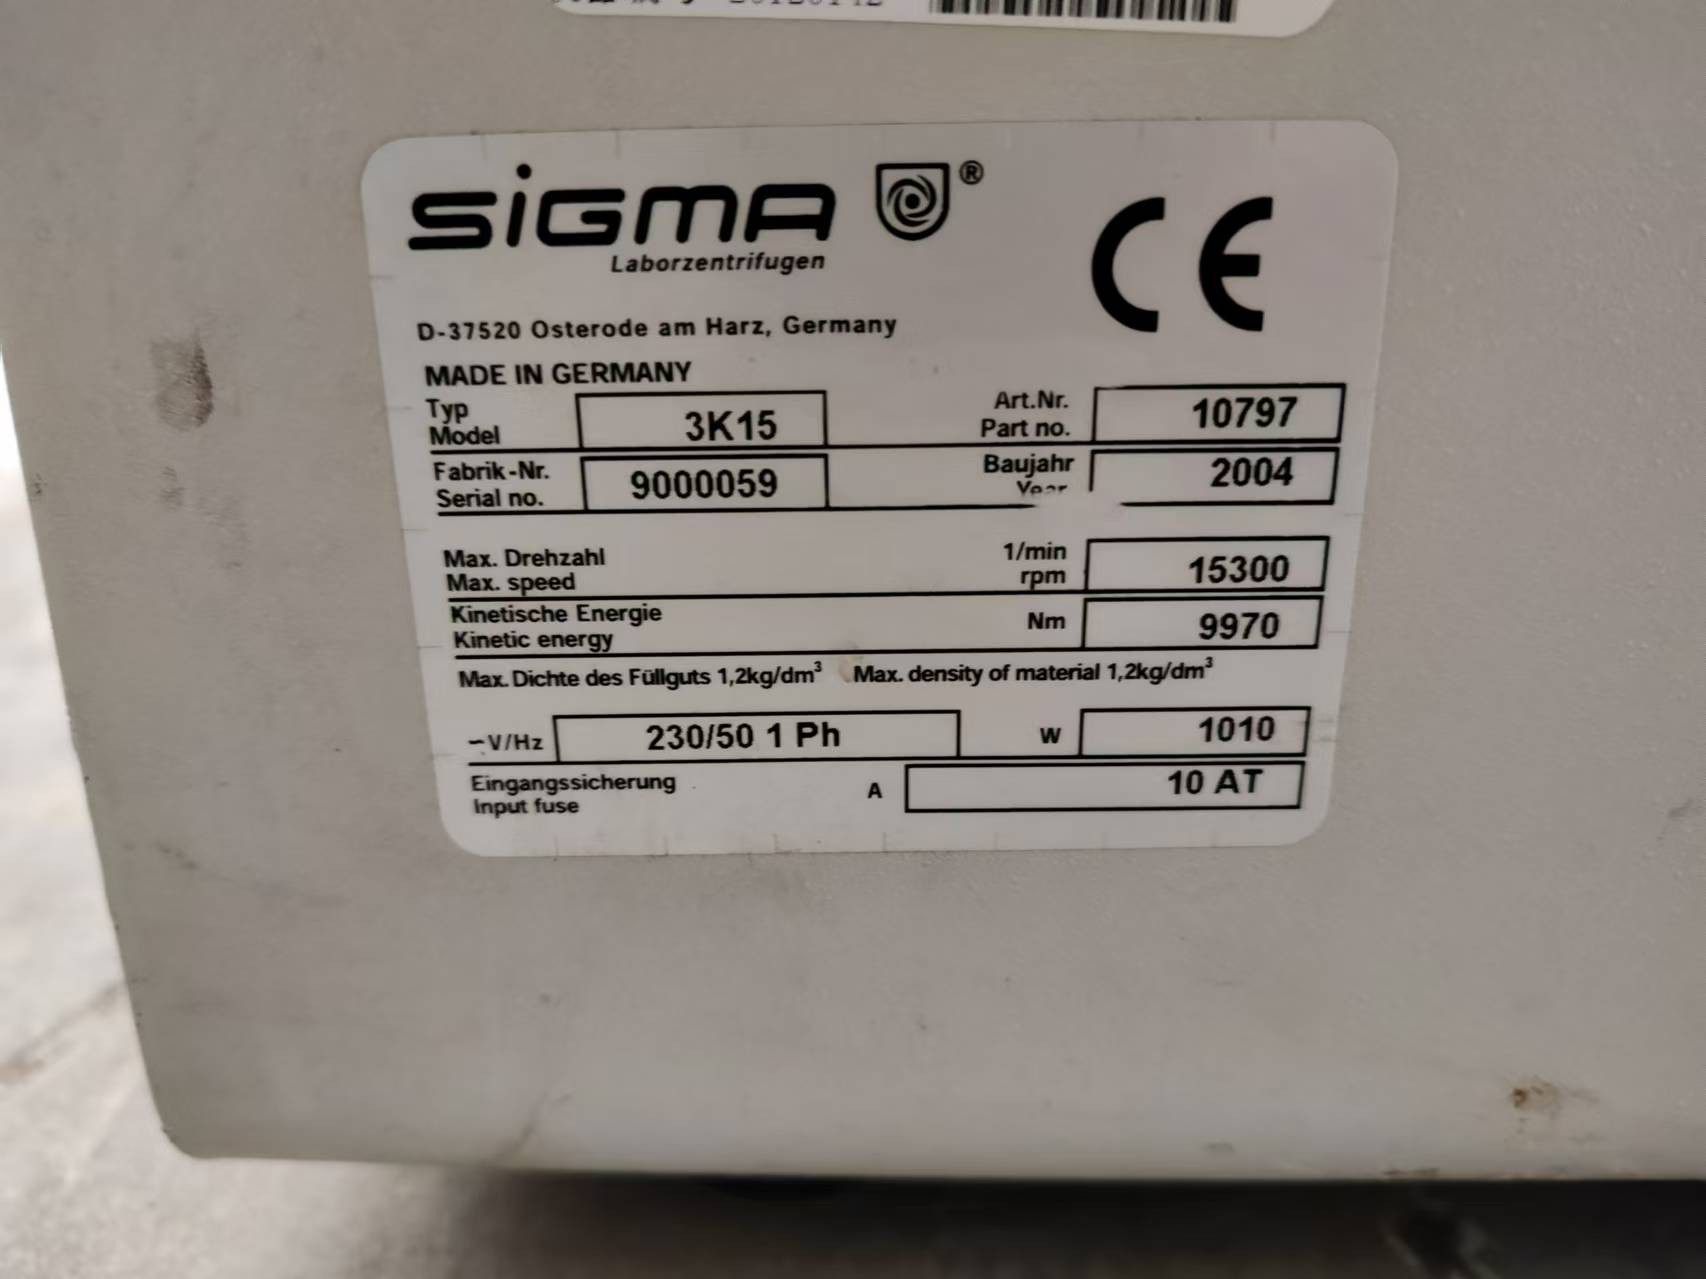 SIGMA ®
Laborzentrifugen
CE
D-37520 Osterode am Harz, Germany
MADE IN GERMANY
Typ
Model 3K15
Art.Nr.
Part no. 10797
Fabrik-Nr.
Serial no. 9000059
Baujahr
Year 2004
Max. Drehzahl 1/min
Max. speed rpm 15300
Kinetische Energie
Kinetic energy Nm 9970
Max. Dichte des Füllguts 1,2kg/dm³ Max. density of material 1,2kg/dm³
~V/Hz 230/50 1 Ph W 1010
Eingangssicherung
Input fuse A 10 AT